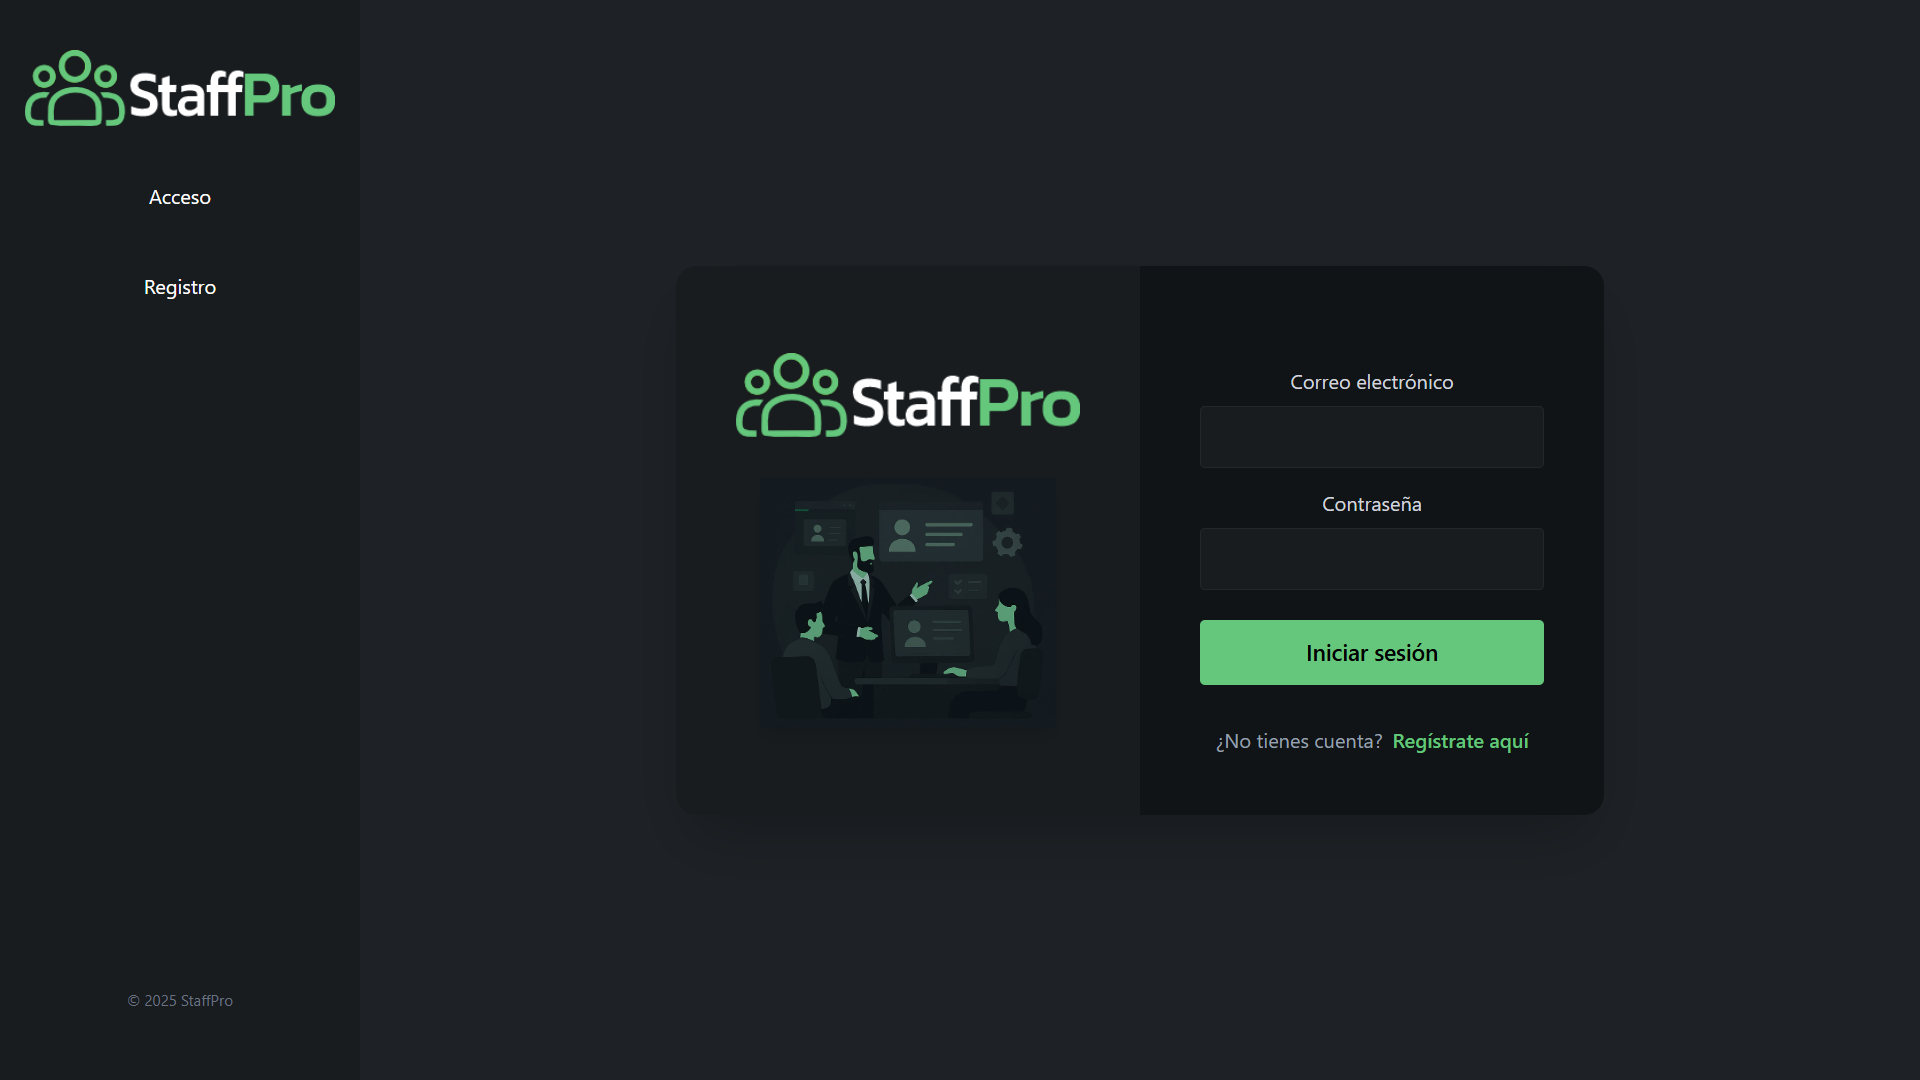 StaffPro
Acceso
Registro
© 2025 StaffPro
StaffPro
Correo electrónico
Contraseña
Iniciar sesión
¿No tienes cuenta? Regístrate aquí